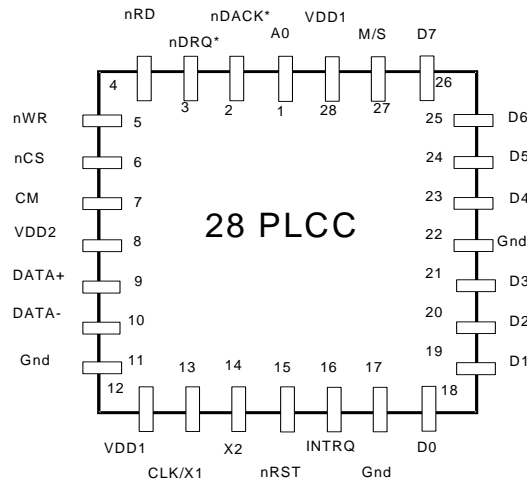 nRD
nDRQ*
nDACK*
A0
VDD1
M/S
D7
4
3
2
1
28
27
26
nWR 5
nCS 6
CM 7
VDD2 8
DATA+ 9
DATA- 10
Gnd 11
28 PLCC
25 D6
24 D5
23 D4
22 Gnd
21 D3
20 D2
19 D1
12
13
14
15
16
17
18
VDD1
CLK/X1
X2
nRST
INTRQ
Gnd
D0